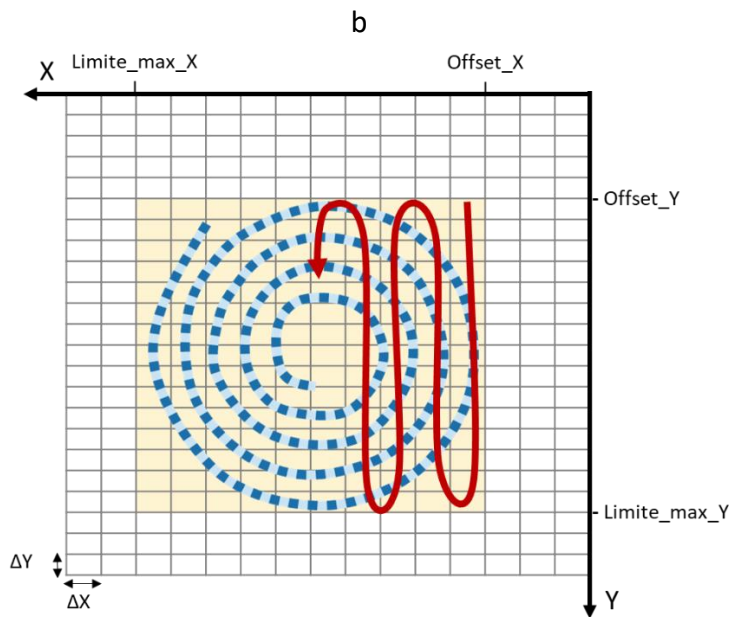 b
Limite_max_X
Offset_X
X
Offset_Y
Limite_max_Y
ΔY
ΔX
Y